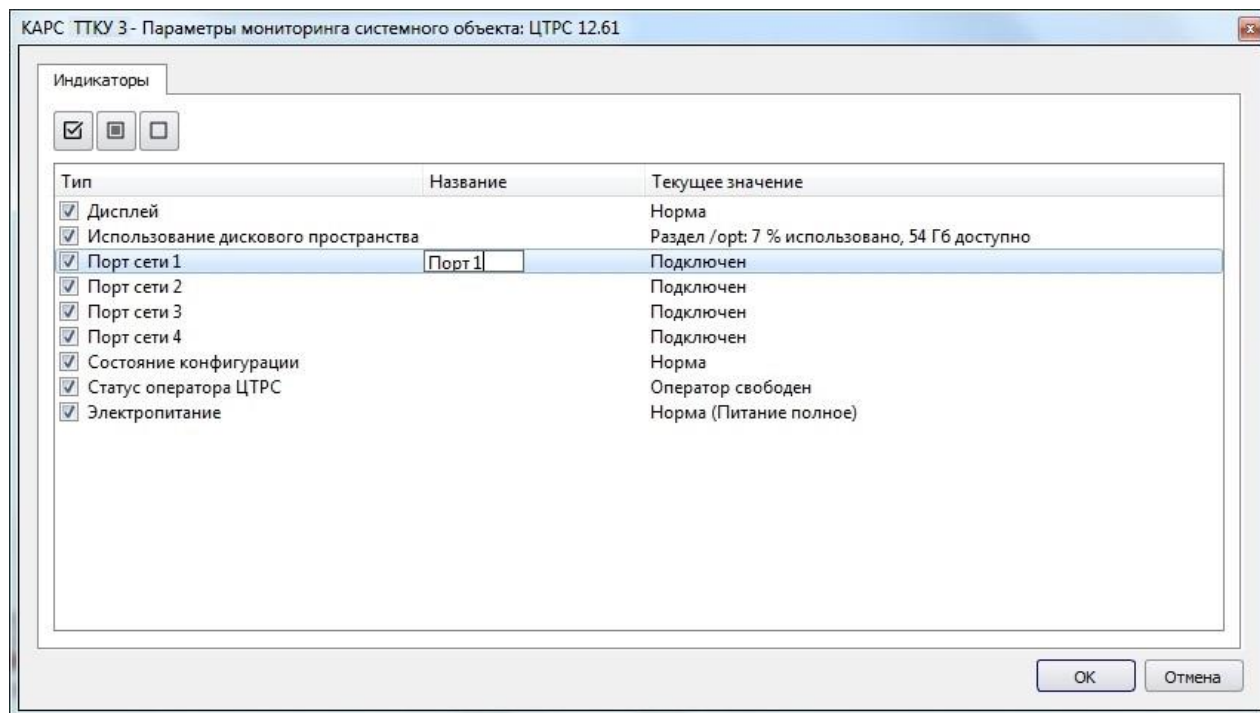 КАРС ТТКУ 3 - Параметры мониторинга системного объекта: ЦТРС 12.61
Индикаторы
Тип Название Текущее значение
Дисплей Норма
Использование дискового пространства Раздел /opt: 7 % использовано, 54 Гб доступно
Порт сети 1 Порт 1 Подключен
Порт сети 2 Подключен
Порт сети 3 Подключен
Порт сети 4 Подключен
Состояние конфигурации Норма
Статус оператора ЦТРС Оператор свободен
Электропитание Норма (Питание полное)
OK Отмена